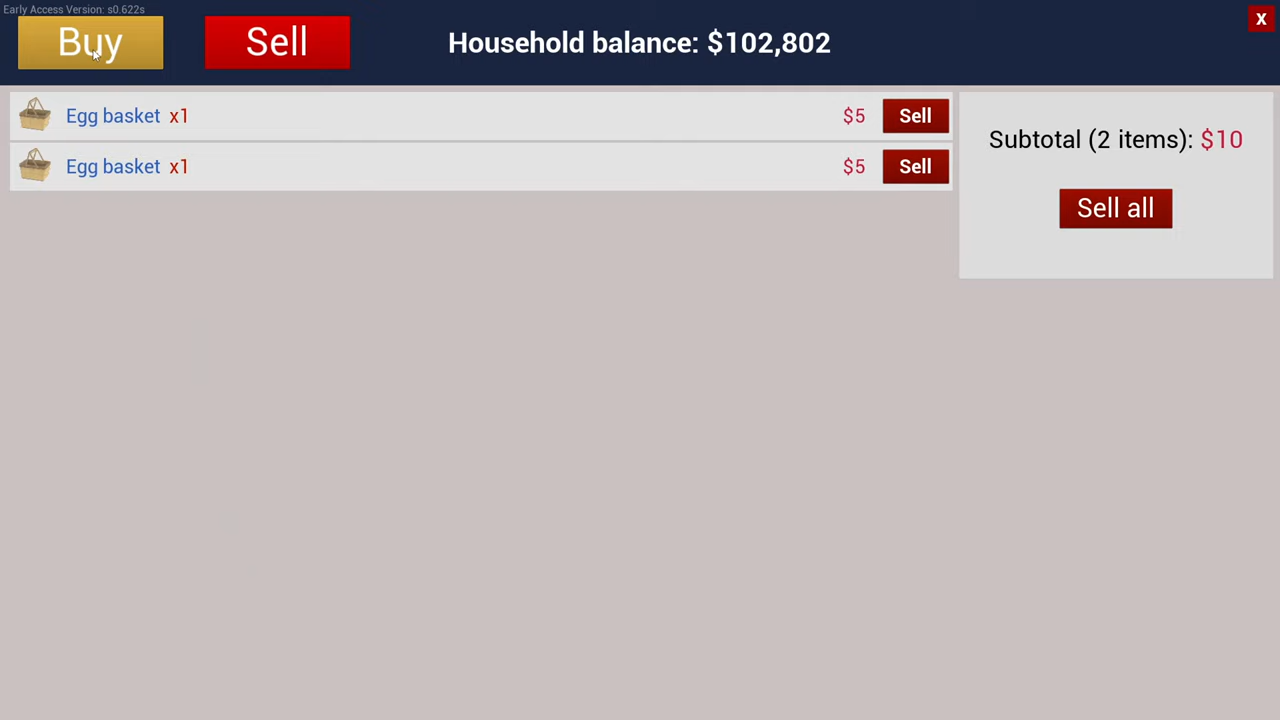 Early Access Version: s0.622s
Buy
Sell
Household balance: $102,802
x
Egg basket x1 $5 Sell
Egg basket x1 $5 Sell
Subtotal (2 items): $10
Sell all